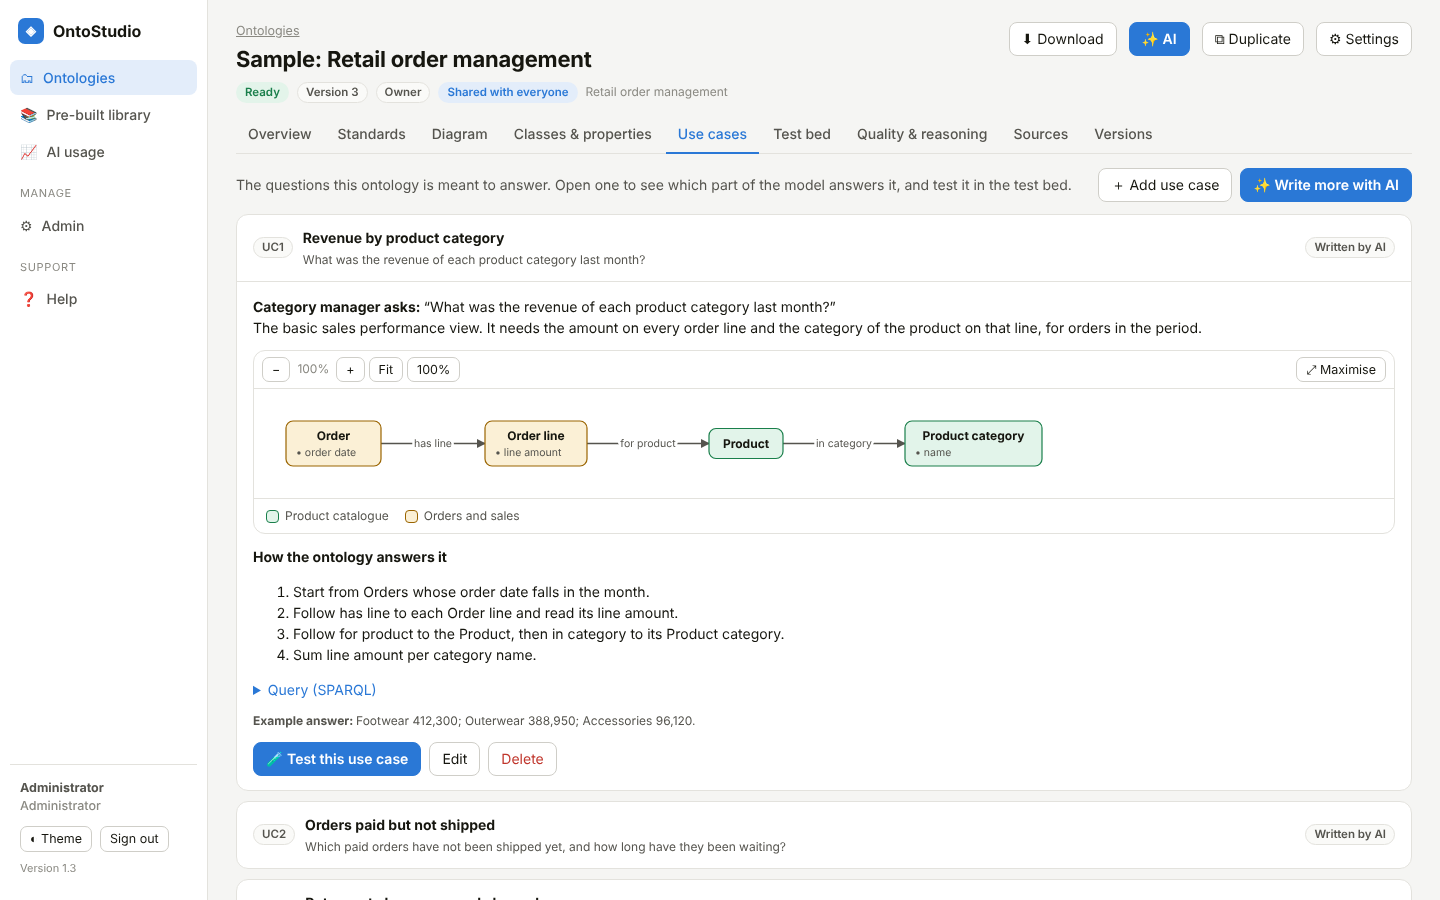 OntoStudio
Ontologies
Pre-built library
AI usage
MANAGE
Admin
SUPPORT
Help
Administrator
Administrator
Theme
Sign out
Version 1.3
Ontologies
Sample: Retail order management
Download
AI
Duplicate
Settings
Ready
Version 3
Owner
Shared with everyone
Retail order management
Overview
Standards
Diagram
Classes & properties
Use cases
Test bed
Quality & reasoning
Sources
Versions
The questions this ontology is meant to answer. Open one to see which part of the model answers it, and test it in the test bed.
+ Add use case
Write more with AI
UC1
Revenue by product category
What was the revenue of each product category last month?
Written by AI
Category manager asks: “What was the revenue of each product category last month?”
The basic sales performance view. It needs the amount on every order line and the category of the product on that line, for orders in the period.
−
100%
+
Fit
100%
Maximise
Order
• order date
has line
Order line
• line amount
for product
Product
in category
Product category
• name
Product catalogue
Orders and sales
How the ontology answers it
1. Start from Orders whose order date falls in the month.
2. Follow has line to each Order line and read its line amount.
3. Follow for product to the Product, then in category to its Product category.
4. Sum line amount per category name.
Query (SPARQL)
Example answer: Footwear 412,300; Outerwear 388,950; Accessories 96,120.
Test this use case
Edit
Delete
UC2
Orders paid but not shipped
Which paid orders have not been shipped yet, and how long have they been waiting?
Written by AI